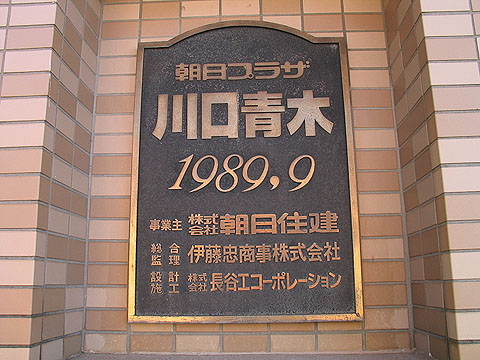 朝日プラザ
川口青木
1989,9
事業主 株式会社 朝日住建
総合監理 伊藤忠商事株式会社
設計施工 株式会社 長谷工コーポレーション